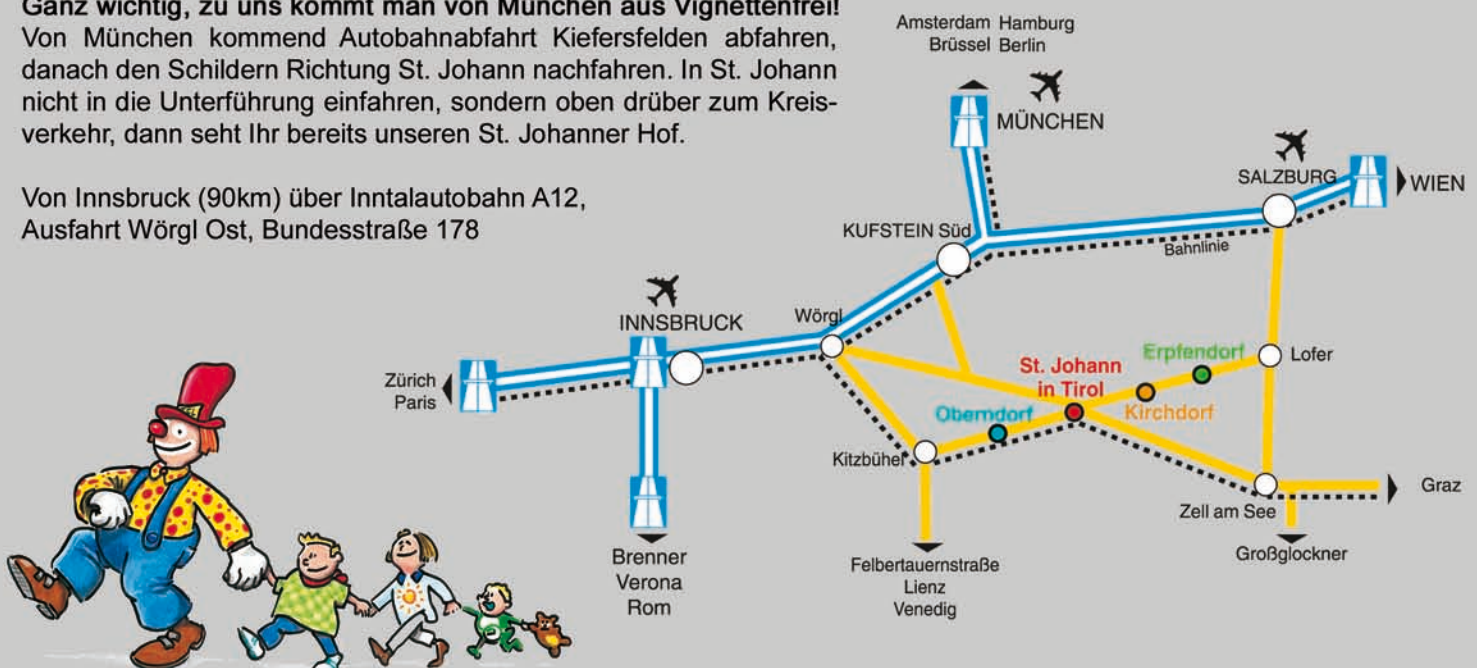 Ganz wichtig, zu uns kommt man von München aus Vignettenfrei!
Von München kommend Autobahnabfahrt Kiefersfelden abfahren,
danach den Schildern Richtung St. Johann nachfahren. In St. Johann
nicht in die Unterführung einfahren, sondern oben drüber zum Kreis-
verkehr, dann seht Ihr bereits unseren St. Johanner Hof.
Von Innsbruck (90km) über Inntalautobahn A12,
Ausfahrt Wörgl Ost, Bundesstraße 178
Amsterdam Hamburg
Brüssel Berlin
MÜNCHEN
SALZBURG
WIEN
KUFSTEIN Süd
Bahnlinie
INNSBRUCK
Wörgl
Zürich
Paris
St. Johann
in Tirol
Erpfendorf
Lofer
Oberndorf
Kirchdorf
Kitzbühel
Zell am See
Graz
Großglockner
Brenner
Verona
Rom
Felbertauernstraße
Lienz
Venedig